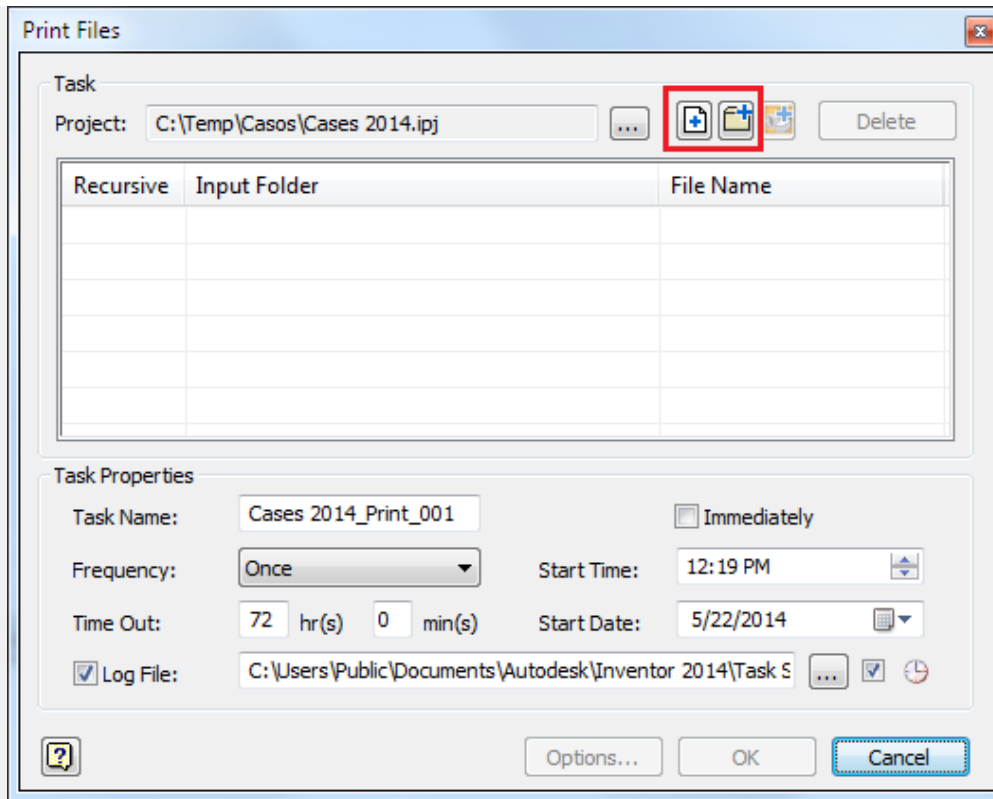 Print Files
Task
Project: C:\Temp\Casos\Cases 2014.ipj ... Delete
Recursive Input Folder File Name
Task Properties
Task Name: Cases 2014_Print_001 Immediately
Frequency: Once Start Time: 12:19 PM
Time Out: 72 hr(s) 0 min(s) Start Date: 5/22/2014
Log File: C:\Users\Public\Documents\Autodesk\Inventor 2014\Task S ...
Options... OK Cancel